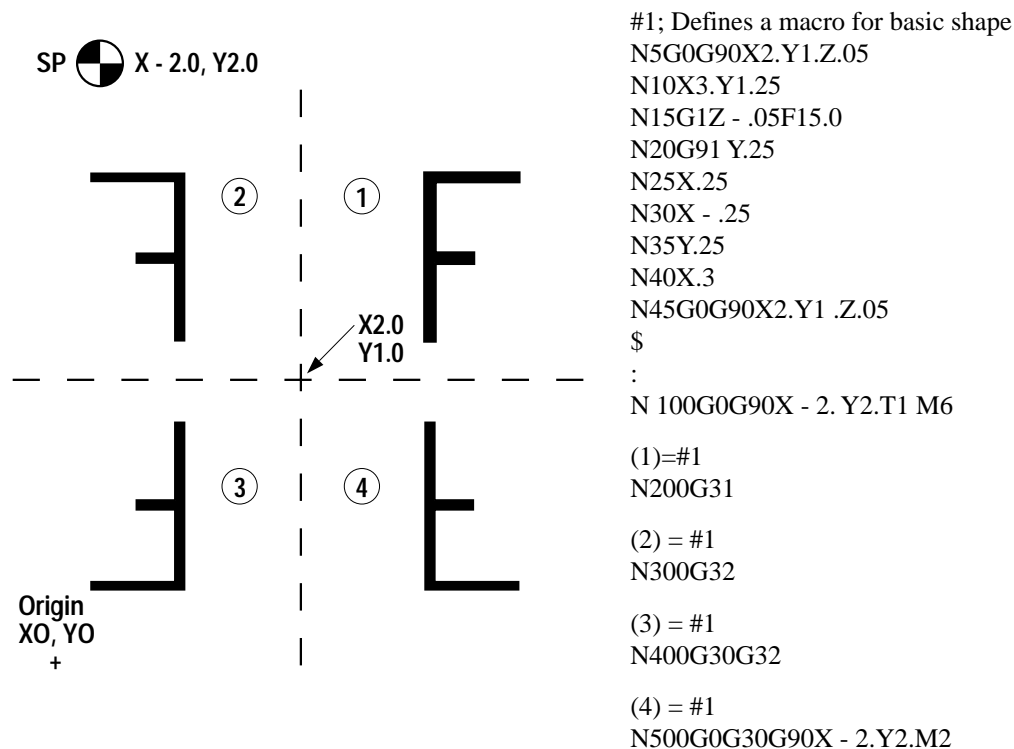 SP X - 2.0, Y2.0
2
1
X2.0
Y1.0
3
4
Origin
XO, YO
+
#1; Defines a macro for basic shape
N5G0G90X2.Y1.Z.05
N10X3.Y1.25
N15G1Z - .05F15.0
N20G91 Y.25
N25X.25
N30X - .25
N35Y.25
N40X.3
N45G0G90X2.Y1 .Z.05
$
:
N 100G0G90X - 2. Y2.T1 M6
(1)=#1
N200G31
(2) = #1
N300G32
(3) = #1
N400G30G32
(4) = #1
N500G0G30G90X - 2.Y2.M2